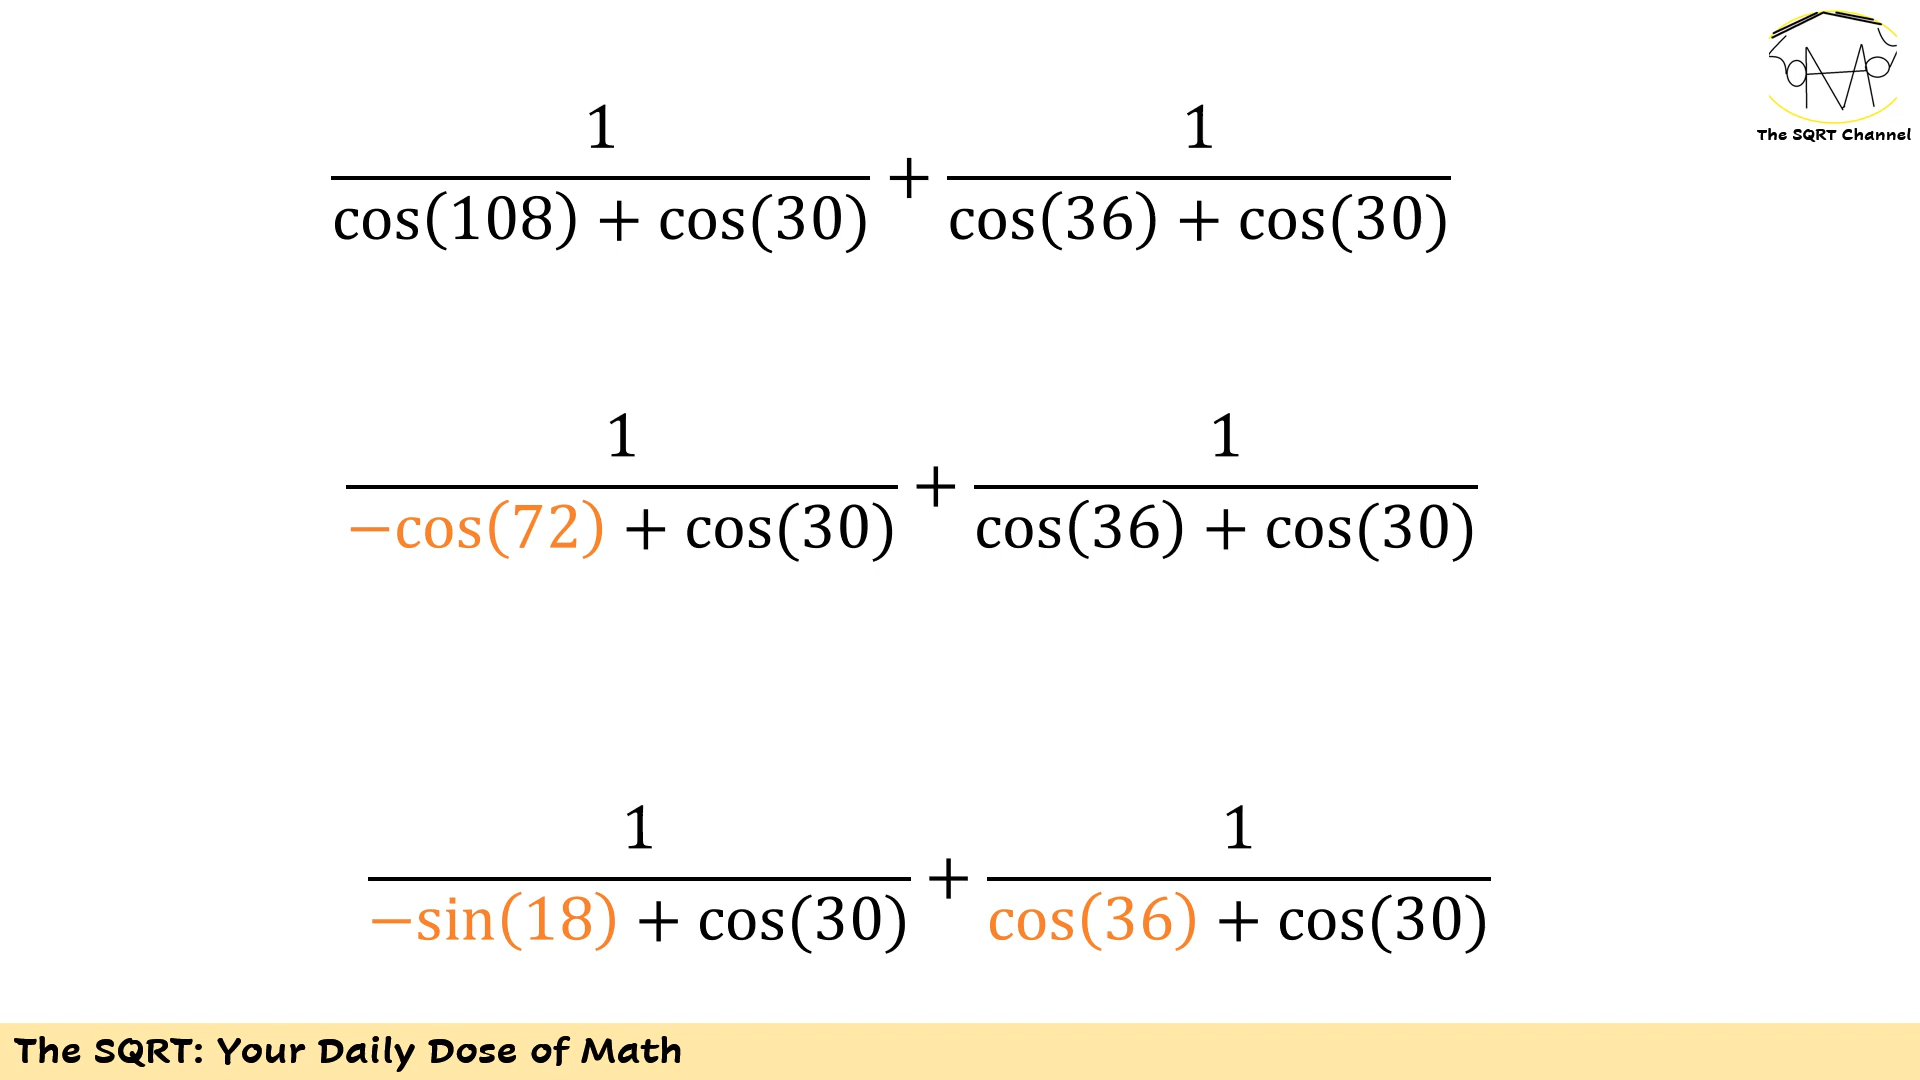 The SQRT Channel
1/(cos(108) + cos(30)) + 1/(cos(36) + cos(30))
1/(−cos(72) + cos(30)) + 1/(cos(36) + cos(30))
1/(−sin(18) + cos(30)) + 1/(cos(36) + cos(30))
The SQRT: Your Daily Dose of Math